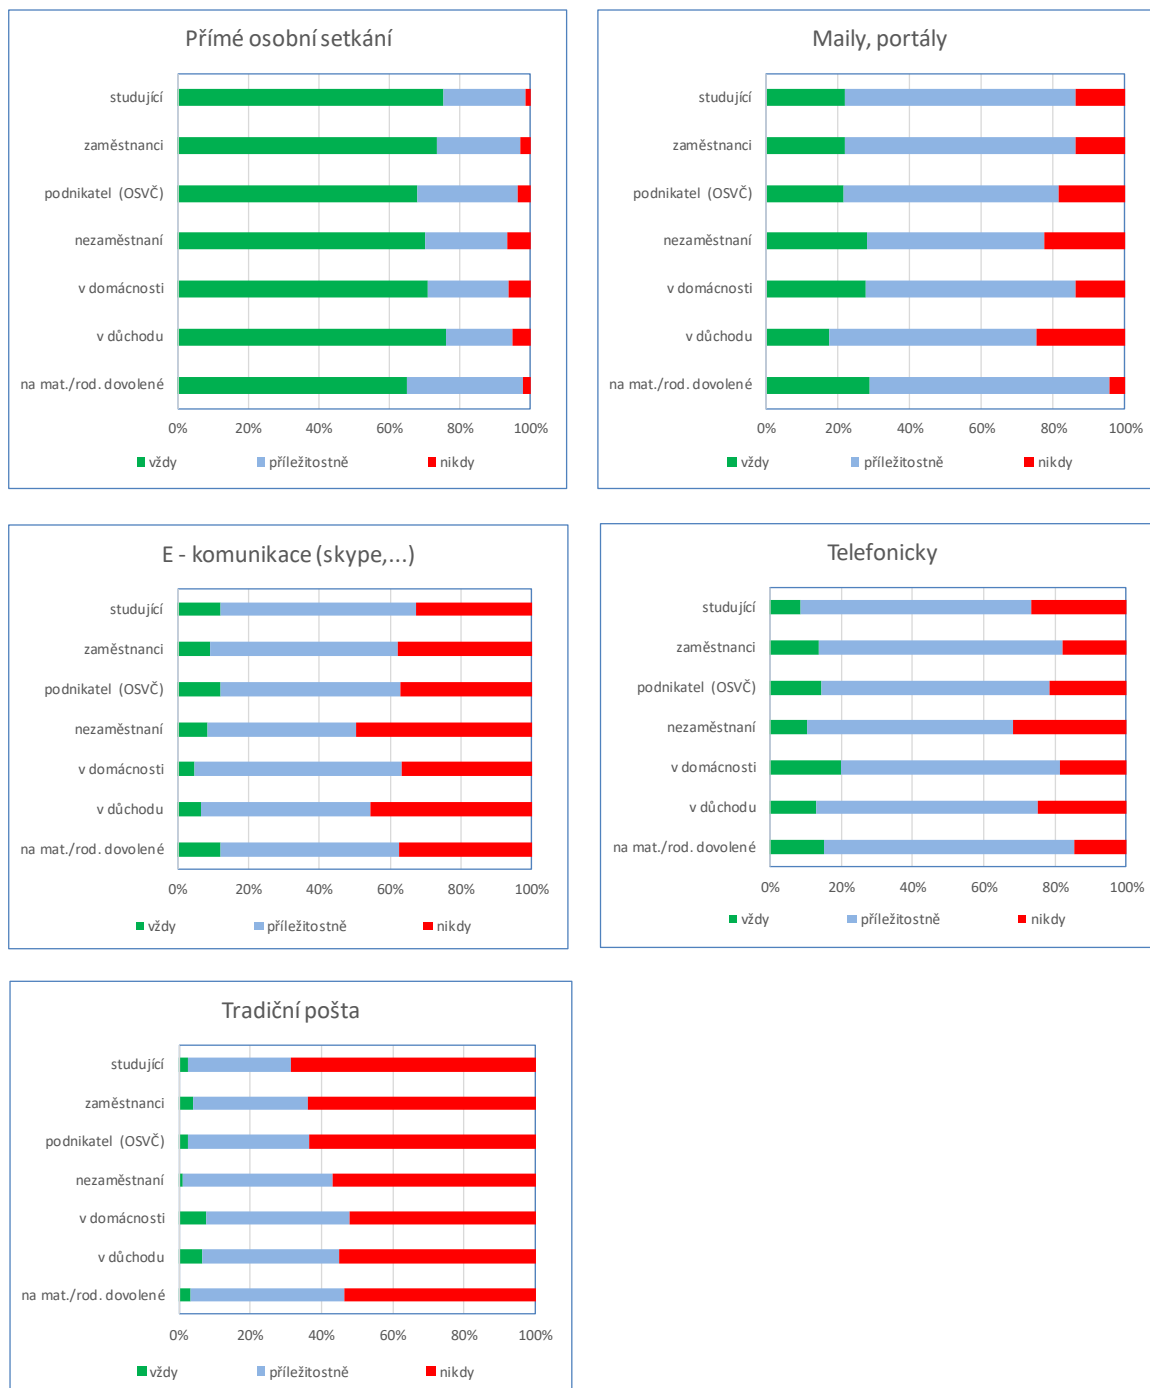 Přímé osobní setkání
studující
zaměstnanci
podnikatel (OSVČ)
nezaměstnaní
v domácnosti
v důchodu
na mat./rod. dovolené
0% 20% 40% 60% 80% 100%
vždy příležitostně nikdy
Maily, portály
studující
zaměstnanci
podnikatel (OSVČ)
nezaměstnaní
v domácnosti
v důchodu
na mat./rod. dovolené
0% 20% 40% 60% 80% 100%
vždy příležitostně nikdy
E - komunikace (skype,...)
studující
zaměstnanci
podnikatel (OSVČ)
nezaměstnaní
v domácnosti
v důchodu
na mat./rod. dovolené
0% 20% 40% 60% 80% 100%
vždy příležitostně nikdy
Telefonicky
studující
zaměstnanci
podnikatel (OSVČ)
nezaměstnaní
v domácnosti
v důchodu
na mat./rod. dovolené
0% 20% 40% 60% 80% 100%
vždy příležitostně nikdy
Tradiční pošta
studující
zaměstnanci
podnikatel (OSVČ)
nezaměstnaní
v domácnosti
v důchodu
na mat./rod. dovolené
0% 20% 40% 60% 80% 100%
vždy příležitostně nikdy